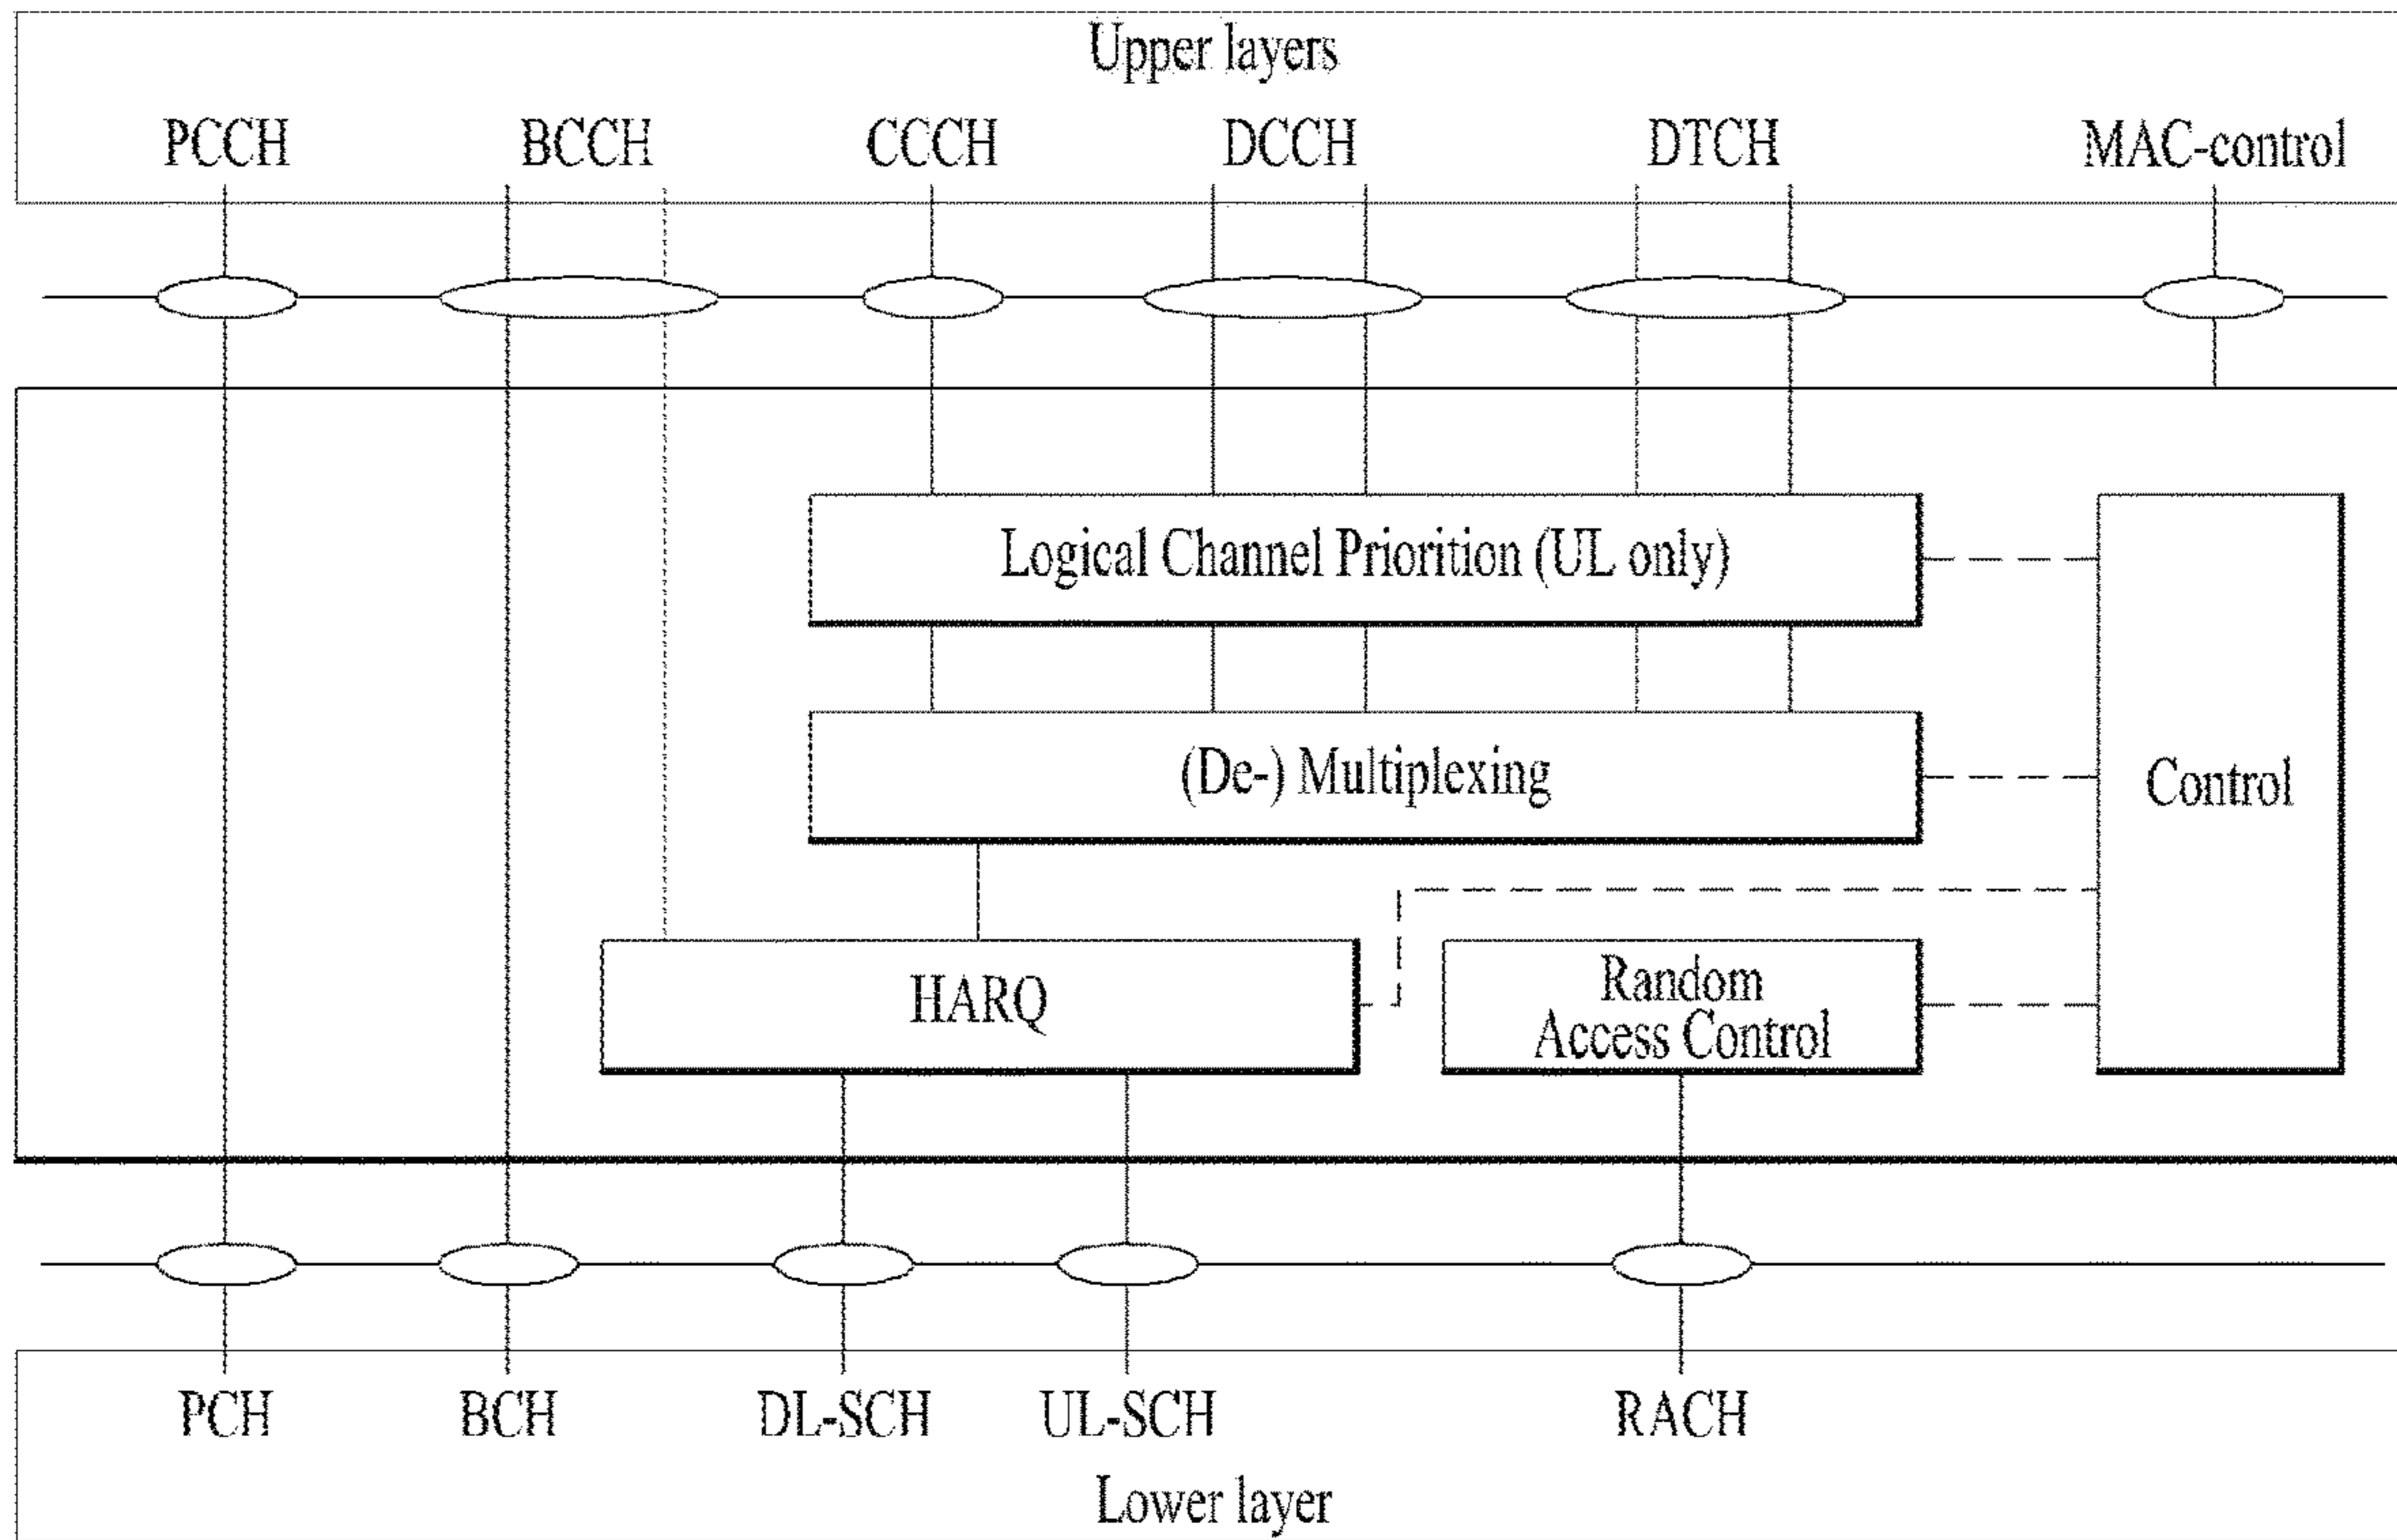 Upper layers
PCCH BCCH CCCH DCCH DTCH MAC-control
Logical Channel Priorition (UL only)
(De-) Multiplexing
Control
HARQ
Random
Access Control
PCH BCH DL-SCH UL-SCH RACH
Lower layer